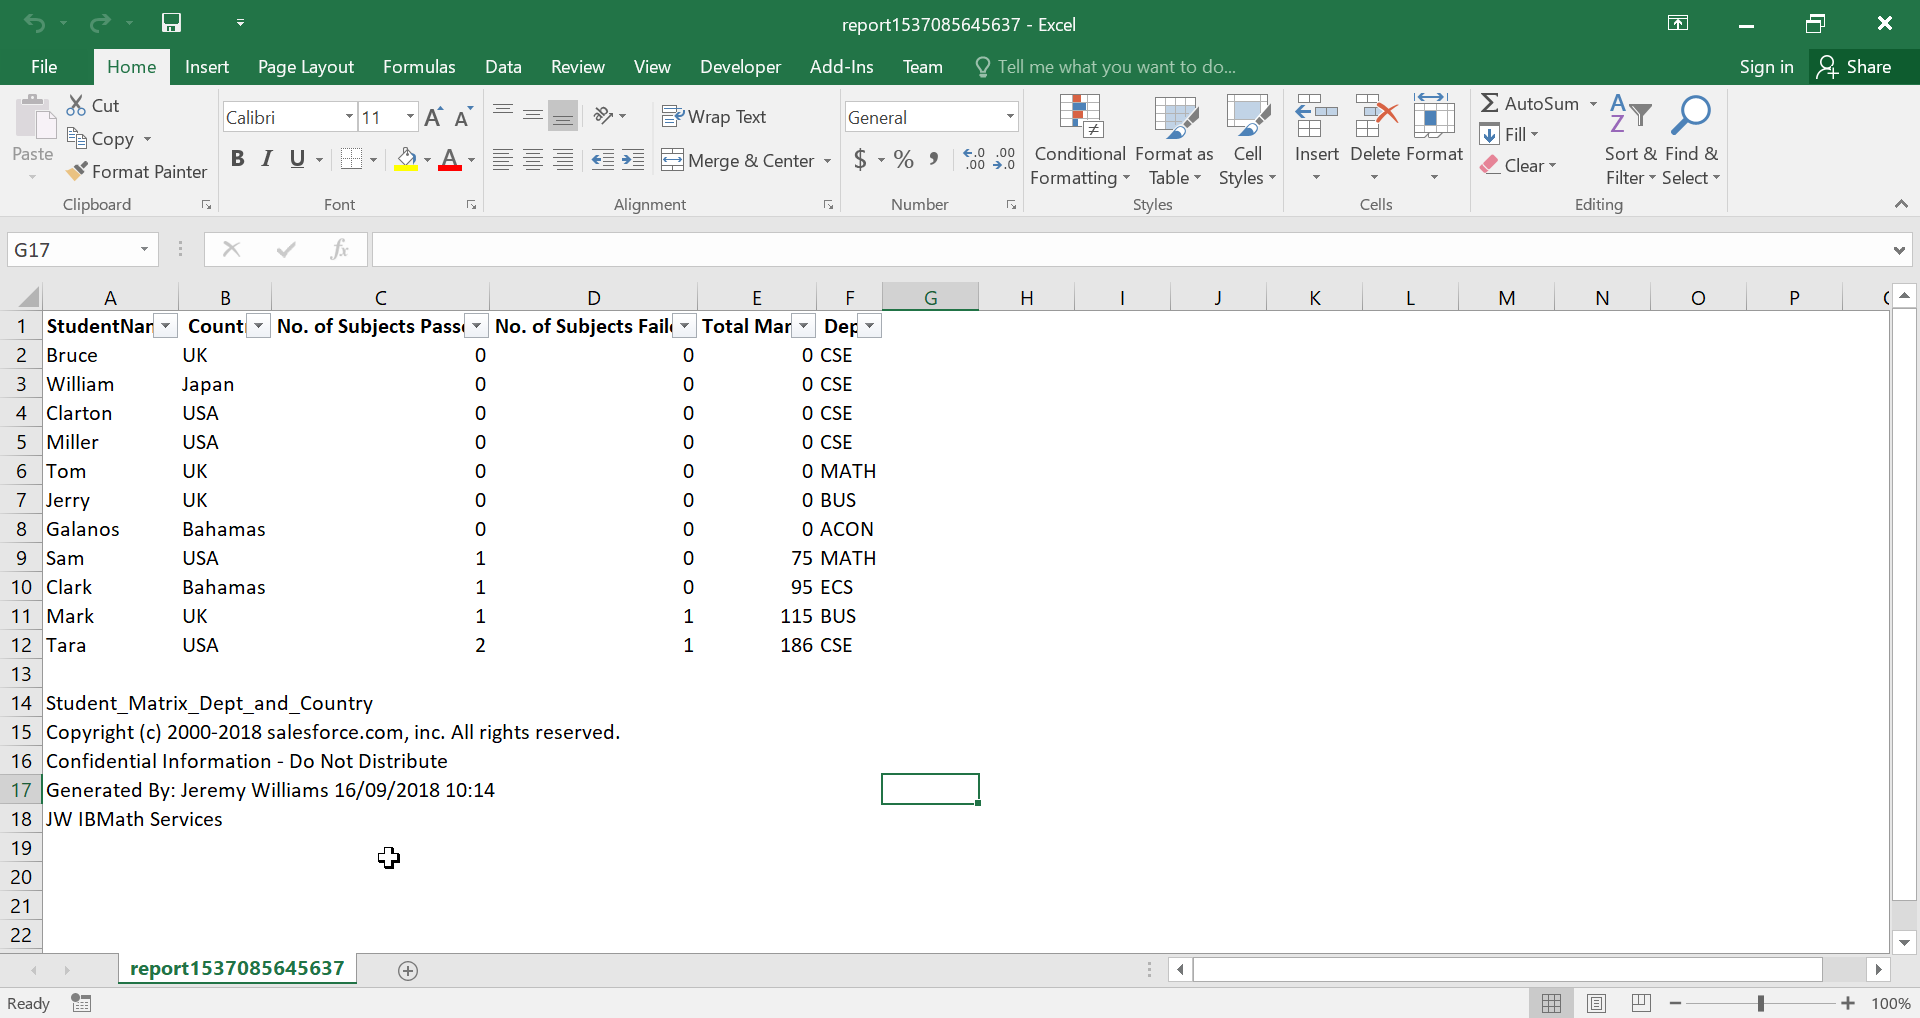 report1537085645637 - Excel
File Home Insert Page Layout Formulas Data Review View Developer Add-Ins Team Tell me what you want to do... Sign in Share
Paste Cut Copy Format Painter Clipboard
Calibri 11 B I U A Font
Wrap Text Merge & Center Alignment
General $ % , Number
Conditional Formatting Format as Table Cell Styles Styles
Insert Delete Format Cells
AutoSum Fill Clear Sort & Filter Find & Select Editing
G17 fx
A B C D E F G H I J K L M N O P
1 StudentNar Count No. of Subjects Passe No. of Subjects Faile Total Mar Dep
2 Bruce UK 0 0 0 CSE
3 William Japan 0 0 0 CSE
4 Clarton USA 0 0 0 CSE
5 Miller USA 0 0 0 CSE
6 Tom UK 0 0 0 MATH
7 Jerry UK 0 0 0 BUS
8 Galanos Bahamas 0 0 0 ACON
9 Sam USA 1 0 75 MATH
10 Clark Bahamas 1 0 95 ECS
11 Mark UK 1 1 115 BUS
12 Tara USA 2 1 186 CSE
13
14 Student_Matrix_Dept_and_Country
15 Copyright (c) 2000-2018 salesforce.com, inc. All rights reserved.
16 Confidential Information - Do Not Distribute
17 Generated By: Jeremy Williams 16/09/2018 10:14
18 JW IBMath Services
19
20
21
22
report1537085645637
Ready 100%